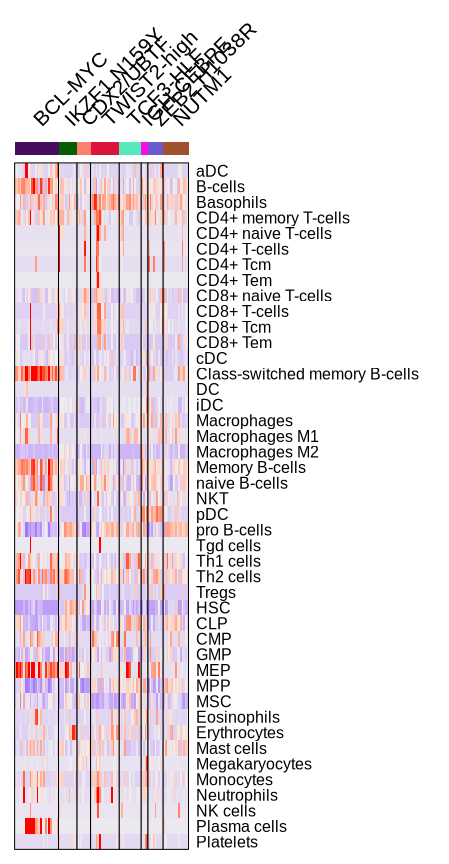 BCL-MYC
IKZF1 N159Y
CDX2/UBTF
TWIST2-high
TCF3-HLF
ZEB2 H1038R
NUTM1
aDC
B-cells
Basophils
CD4+ memory T-cells
CD4+ naive T-cells
CD4+ T-cells
CD4+ Tcm
CD4+ Tem
CD8+ naive T-cells
CD8+ T-cells
CD8+ Tcm
CD8+ Tem
cDC
Class-switched memory B-cells
DC
iDC
Macrophages
Macrophages M1
Macrophages M2
Memory B-cells
naive B-cells
NKT
pDC
pro B-cells
Tgd cells
Th1 cells
Th2 cells
Tregs
HSC
CLP
CMP
GMP
MEP
MPP
MSC
Eosinophils
Erythrocytes
Mast cells
Megakaryocytes
Monocytes
Neutrophils
NK cells
Plasma cells
Platelets